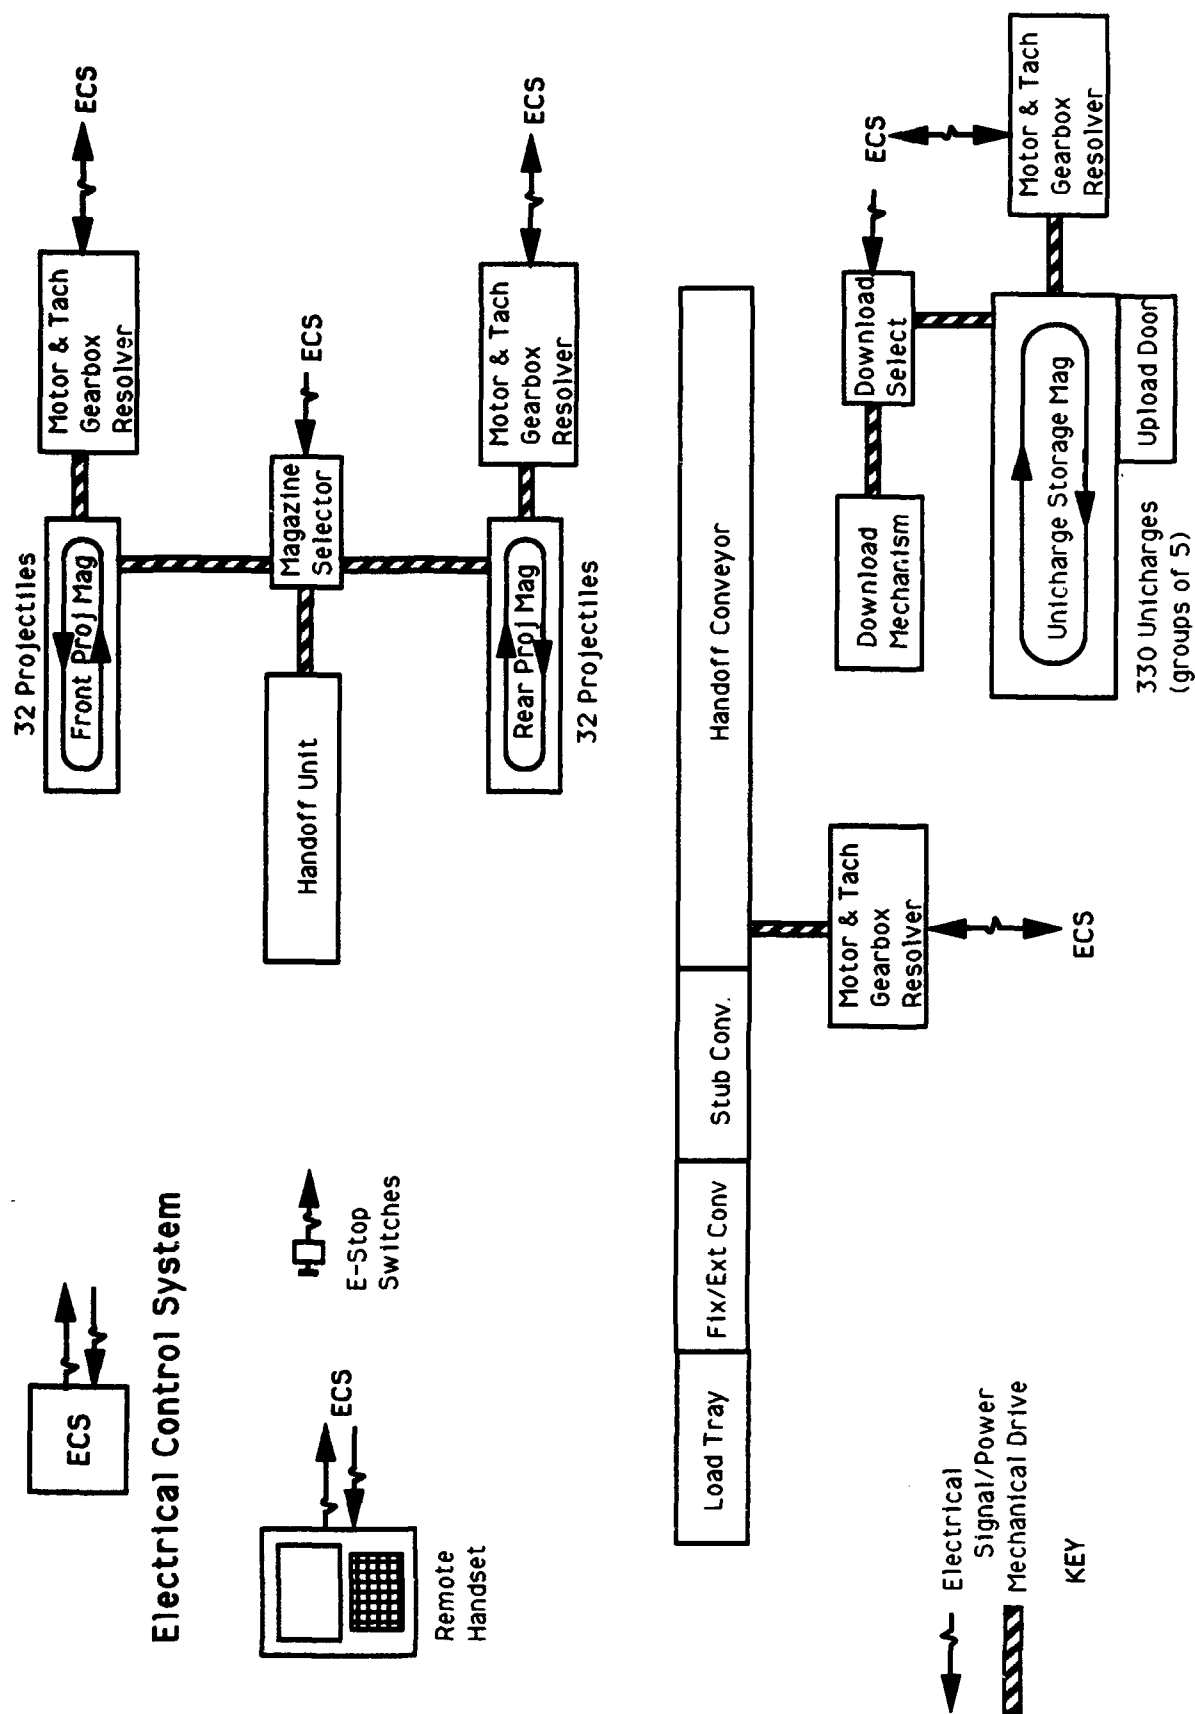 ECS
Electrical Control System
Remote
Handset
ECS
E-Stop
Switches
32 Projectiles
Front Proj Mag
Motor & Tach
Gearbox
Resolver
ECS
Handoff Unit
Magazine
Selector
ECS
Rear Proj Mag
32 Projectiles
Motor & Tach
Gearbox
Resolver
ECS
Load Tray
Fix/Ext Conv
Stub Conv.
Handoff Conveyor
Motor & Tach
Gearbox
Resolver
ECS
Download
Mechanism
Download
Select
ECS
Unicharge Storage Mag
Upload Door
330 Unicharges
(groups of 5)
Motor & Tach
Gearbox
Resolver
Electrical
Signal/Power
Mechanical Drive
KEY